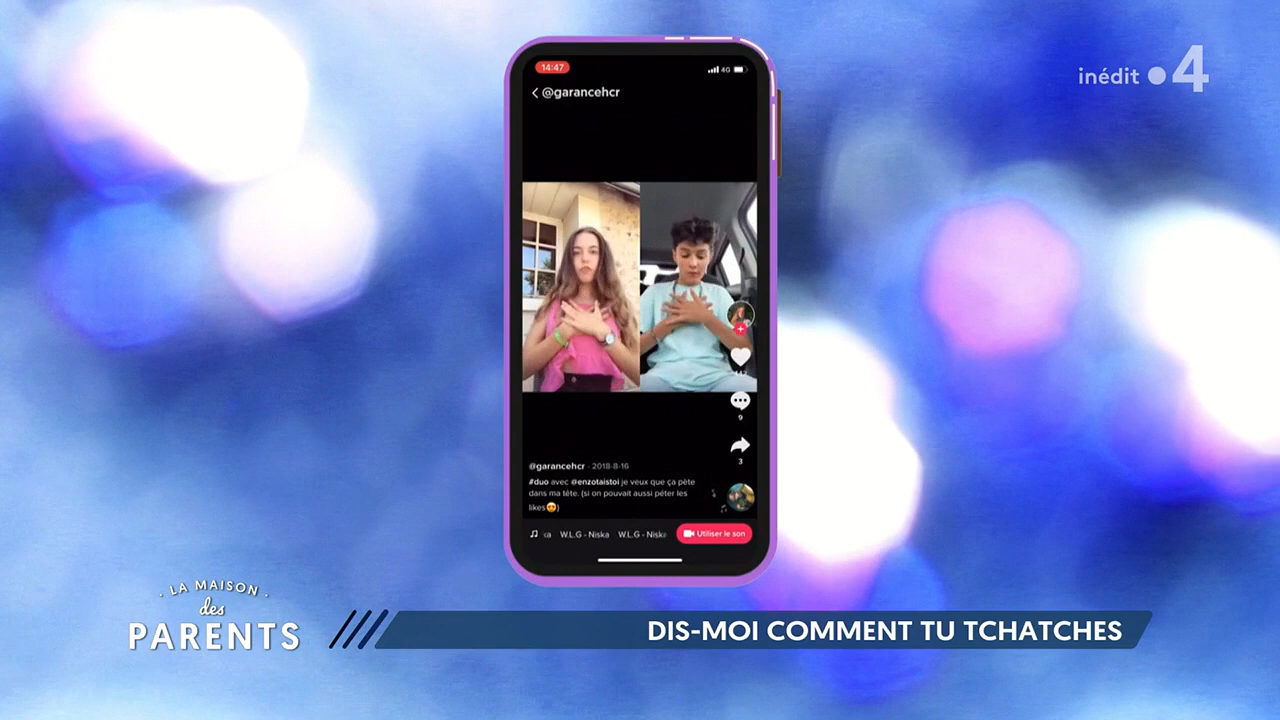 inédit 4
14:47
4G
@garancehcr
9
3
@garancehcr · 2018-8-16
#duo avec @enzotaistoi je veux que ça pète
dans ma tête. (si on pouvait aussi péter les
likes😍)
ka W.L.G - Niska W.L.G - Niska
Utiliser le son
· LA MAISON ·
des
PARENTS
DIS-MOI COMMENT TU TCHATCHES